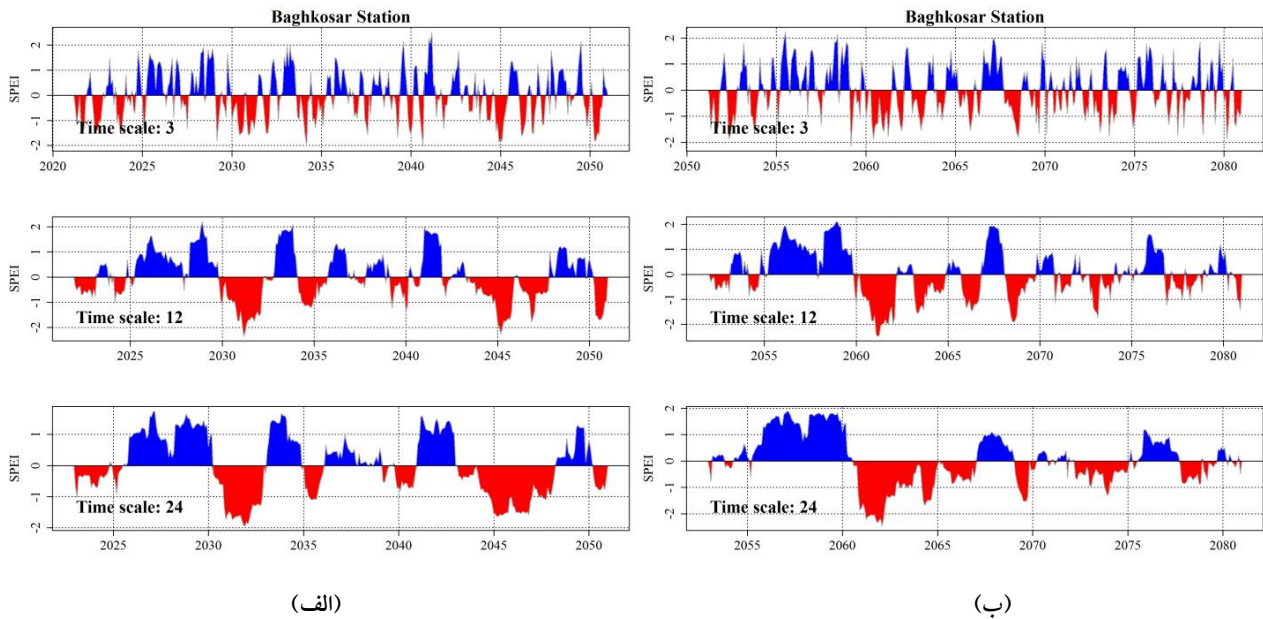 Baghkosar Station
SPEI
2
1
0
-1
-2
Time scale: 3
2020 2025 2030 2035 2040 2045 2050
SPEI
2
1
0
-1
-2
Time scale: 12
2025 2030 2035 2040 2045 2050
SPEI
1
0
-1
-2
Time scale: 24
2025 2030 2035 2040 2045 2050
(الف)
Baghkosar Station
SPEI
2
1
0
-1
-2
Time scale: 3
2050 2055 2060 2065 2070 2075 2080
SPEI
2
1
0
-1
-2
Time scale: 12
2055 2060 2065 2070 2075 2080
SPEI
2
1
0
-1
-2
Time scale: 24
2055 2060 2065 2070 2075 2080
(ب)